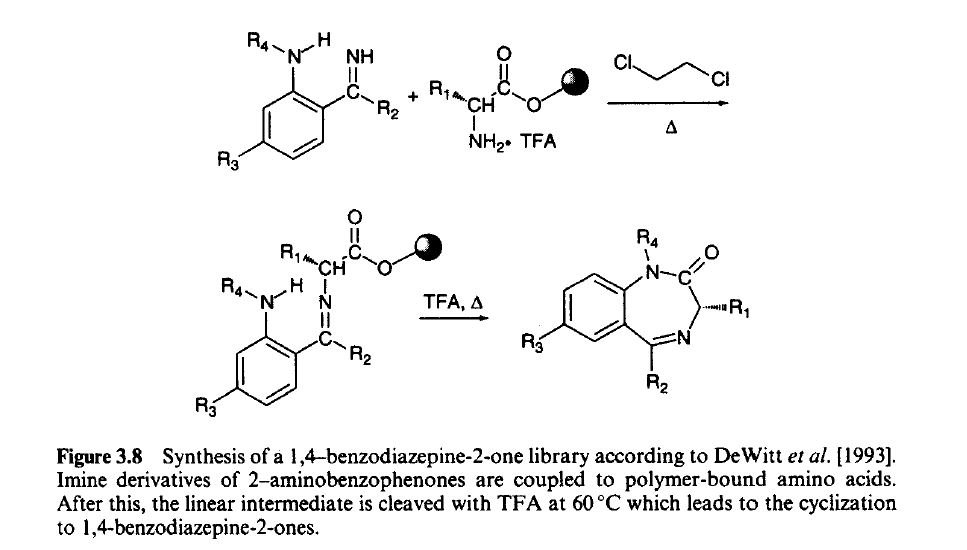 R4 N H NH O Cl
C R2 + R1 CH C O Cl
NH2• TFA Δ
R3
O
R1 CH C O R4 O
R4 N H N TFA, Δ N C
C R2 R3 N R1
R3 R2
Figure 3.8 Synthesis of a 1,4–benzodiazepine-2-one library according to DeWitt et al. [1993].
Imine derivatives of 2–aminobenzophenones are coupled to polymer-bound amino acids.
After this, the linear intermediate is cleaved with TFA at 60 °C which leads to the cyclization
to 1,4-benzodiazepine-2-ones.